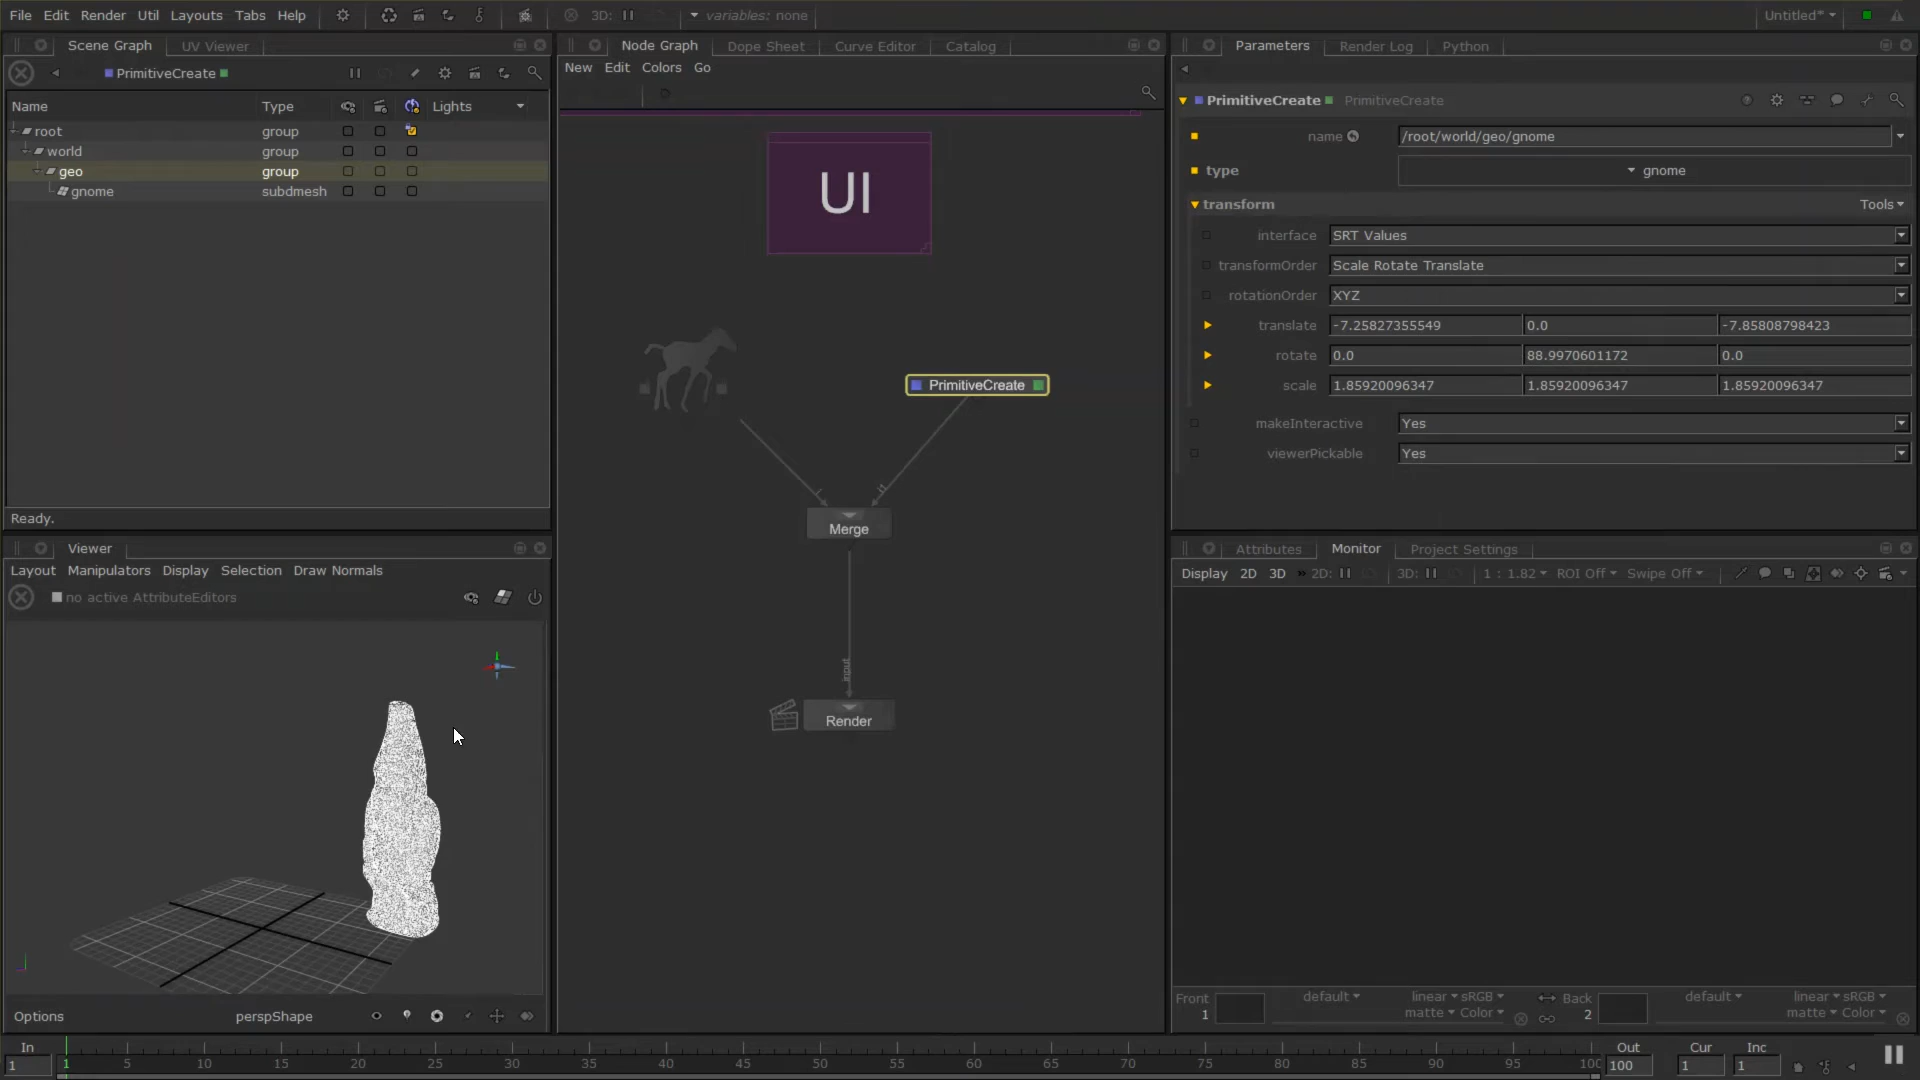 File Edit Render Util Layouts Tabs Help 3D: variables: none Untitled*
Scene Graph UV Viewer
PrimitiveCreate
Name Type Lights
root group
world group
geo group
gnome subdmesh
Ready.
Viewer
Layout Manipulators Display Selection Draw Normals
no active AttributeEditors
Options perspShape
Node Graph Dope Sheet Curve Editor Catalog
New Edit Colors Go
UI
PrimitiveCreate
Merge
input
Render
Parameters Render Log Python
PrimitiveCreate PrimitiveCreate
name /root/world/geo/gnome
type gnome
transform Tools
interface SRT Values
transformOrder Scale Rotate Translate
rotationOrder XYZ
translate -7.25827355549 0.0 -7.85808798423
rotate 0.0 88.9970601172 0.0
scale 1.85920096347 1.85920096347 1.85920096347
makeInteractive Yes
viewerPickable Yes
Attributes Monitor Project Settings
Display 2D 3D » 2D: 3D: 1 : 1.82 ROI Off Swipe Off
Front default linear sRGB Back default linear sRGB
1 matte Color 2 matte Color
In Out Cur Inc
1 1 5 10 15 20 25 30 35 40 45 50 55 60 65 70 75 80 85 90 95 100 1 1